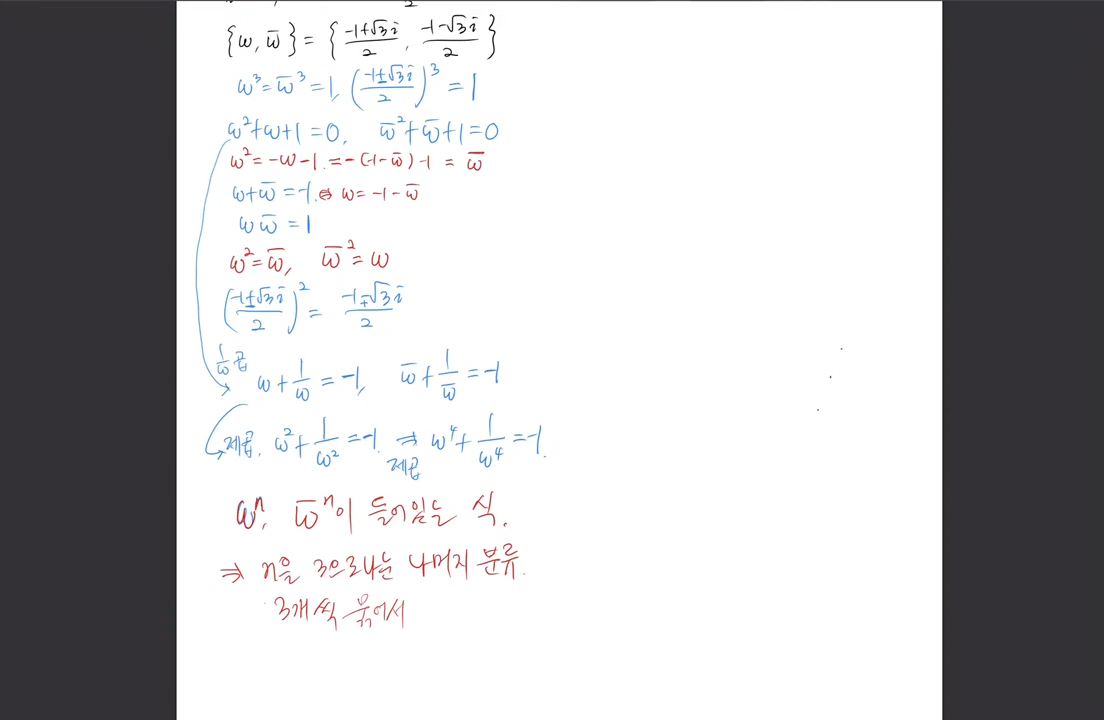 {ω, ω̅} = { (-1+√3i)/2, (-1-√3i)/2 }
ω³ = ω̅³ = 1, ((-1±√3i)/2)³ = 1
ω²+ω+1=0, ω̅²+ω̅+1=0
ω² = -ω-1. = -(-1-ω̅)-1 = ω̅
ω+ω̅ = -1. ⇔ ω = -1-ω̅
ωω̅ = 1
ω² = ω̅, ω̅² = ω
((-1±√3i)/2)² = (-1∓√3i)/2
1/ω곱
ω + 1/ω = -1, ω̅ + 1/ω̅ = -1
제곱. ω² + 1/ω² = -1. ⇒ ω⁴ + 1/ω⁴ = -1.
제곱
ωⁿ, ω̅ⁿ이 들어있는 식.
⇒ n을 3으로나눈 나머지 분류.
3개씩 묶어서